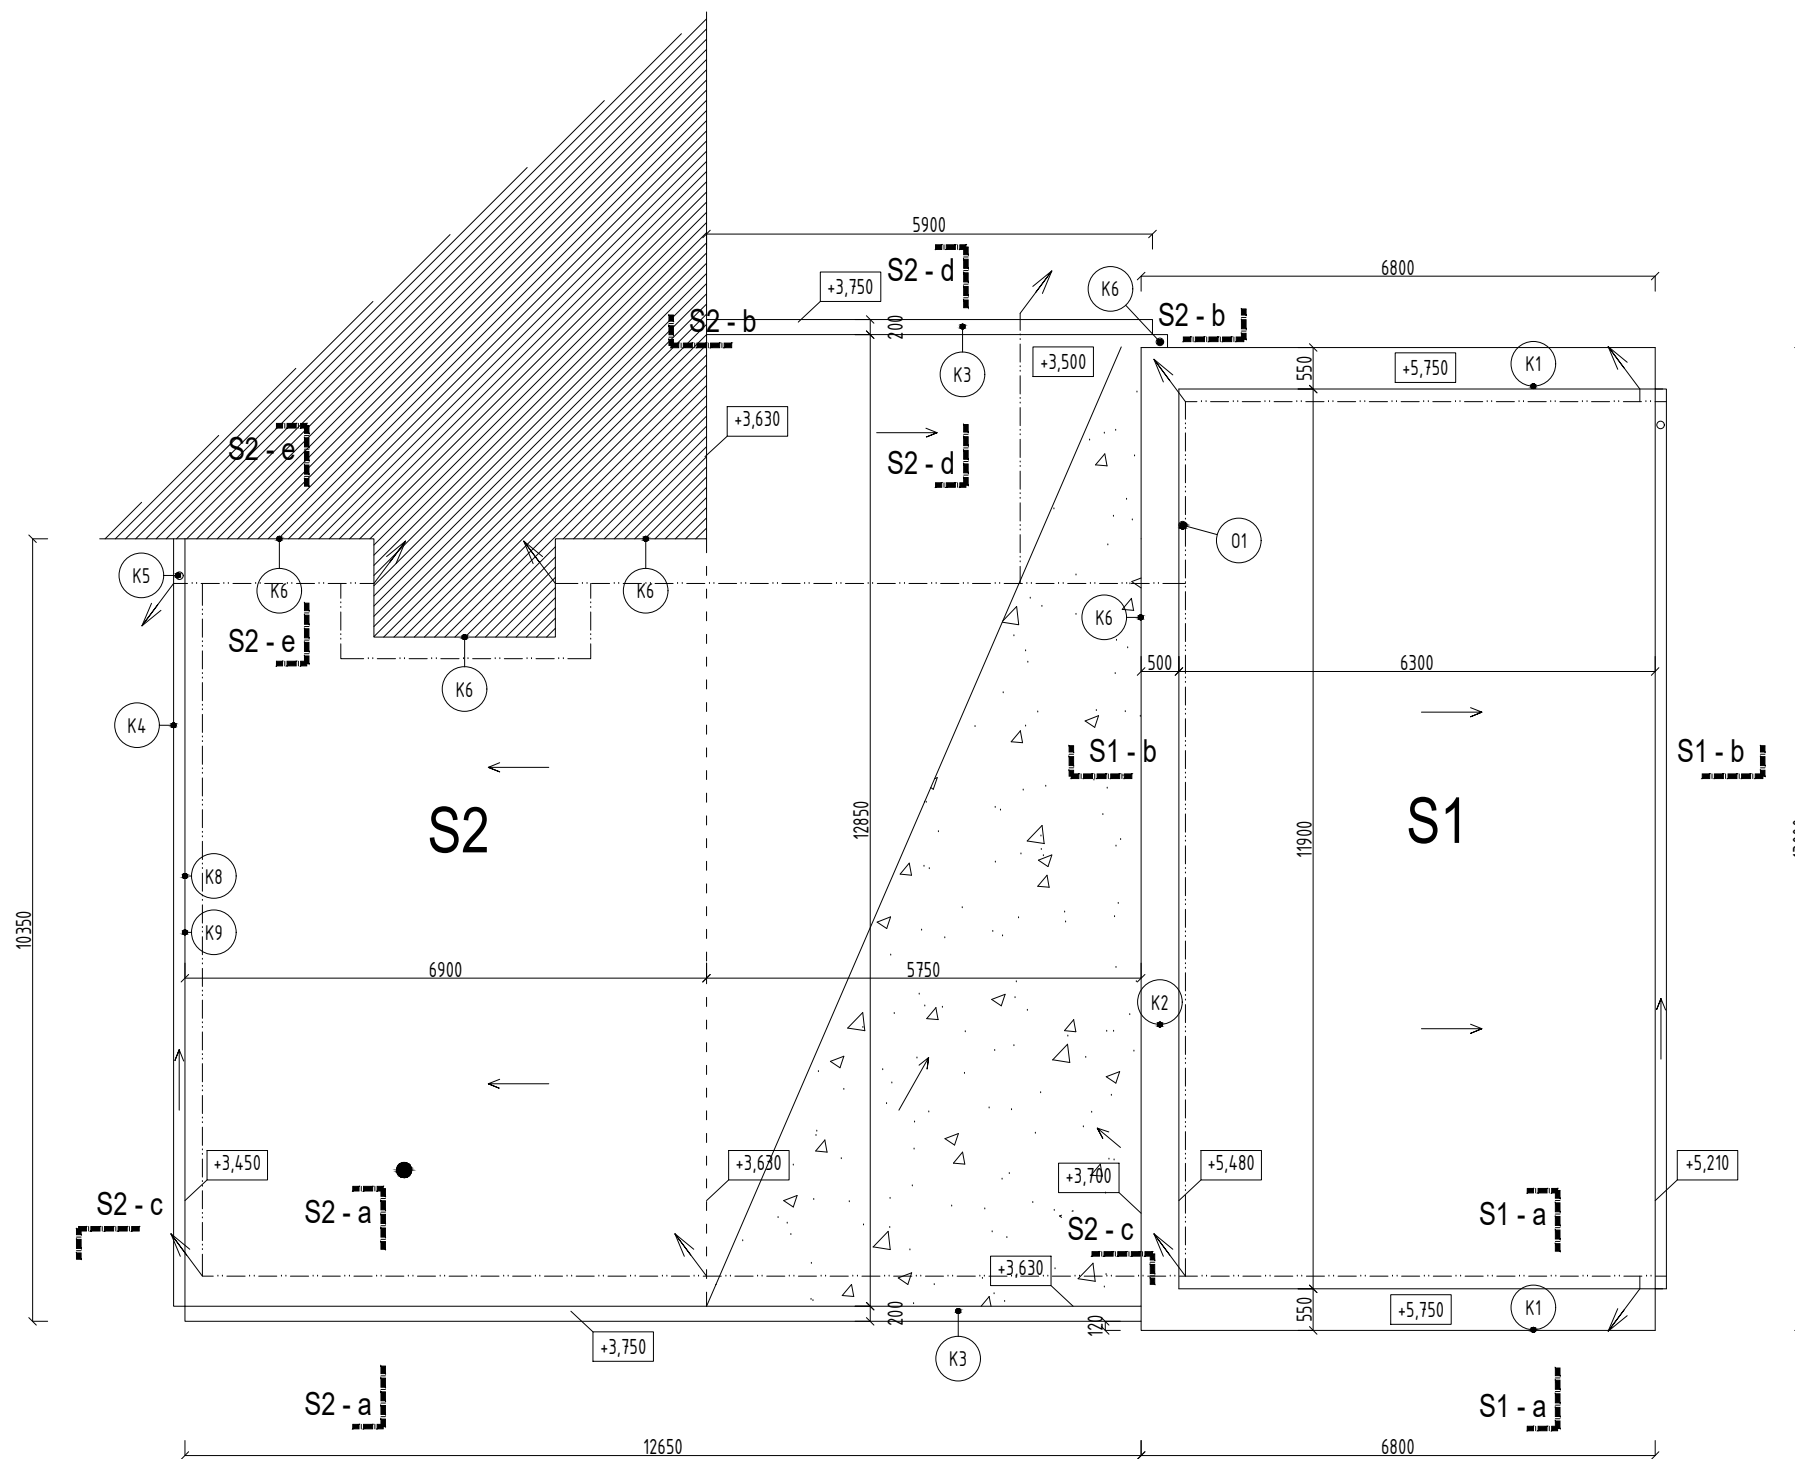 5900
S2 - d
6800
+3,750
K6
S2 - b
200
S2 - b
K3
+3,500
550
+5,750
K1
+3,630
S2 - e
S2 - d
O1
K5
K6
K6
K6
S2 - e
K6
500
6300
K4
S1 - b
S1 - b
S2
12850
11900
S1
K8
10350
K9
6900
5750
K2
+3,450
+3,630
+3,700
+5,480
+5,210
S2 - c
S2 - a
S2 - c
S1 - a
+3,630
200
120
550
+5,750
K1
+3,750
K3
S2 - a
S1 - a
12650
6800